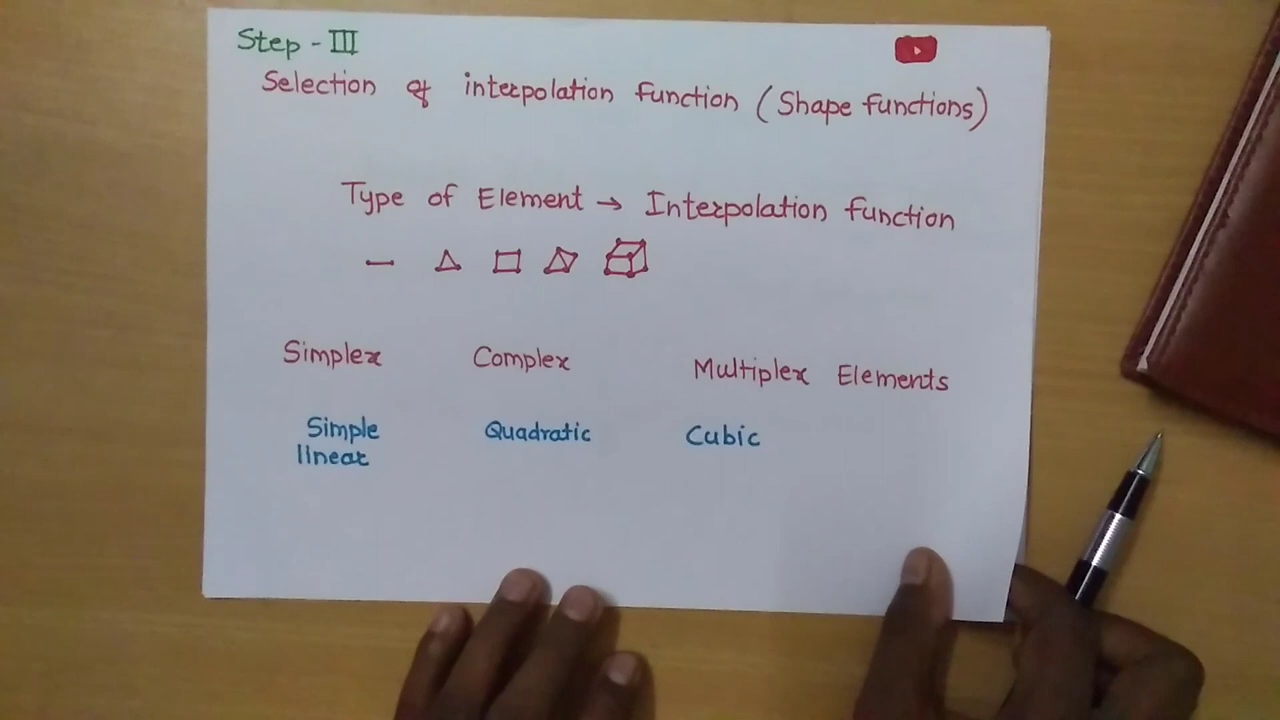 Step - III
Selection of interpolation function (Shape functions)
Type of Element → Interpolation function
Simplex Complex Multiplex Elements
Simple Quadratic Cubic
linear